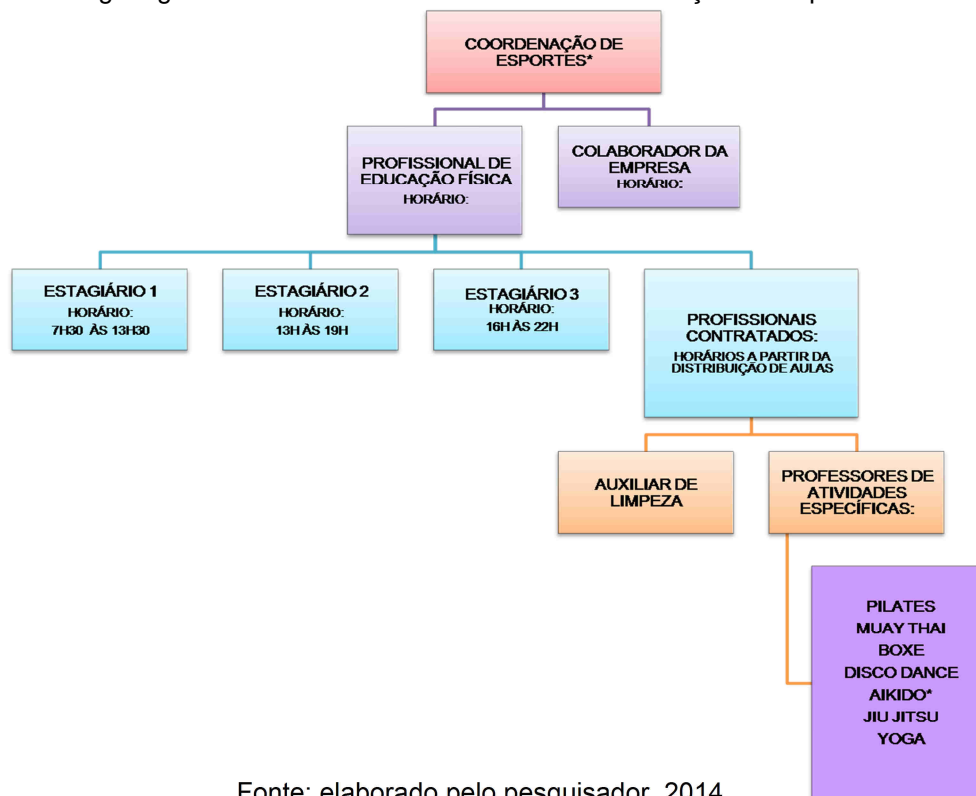 COORDENAÇÃO DE
ESPORTES*
PROFISSIONAL DE
EDUCAÇÃO FÍSICA
HORÁRIO:
COLABORADOR DA
EMPRESA
HORÁRIO:
ESTAGIÁRIO 1
HORÁRIO:
7H30 ÀS 13H30
ESTAGIÁRIO 2
HORÁRIO:
13H ÀS 19H
ESTAGIÁRIO 3
HORÁRIO:
16H ÀS 22H
PROFISSIONAIS
CONTRATADOS:
HORÁRIOS A PARTIR DA
DISTRIBUIÇÃO DE AULAS
AUXILIAR DE
LIMPEZA
PROFESSORES DE
ATIVIDADES
ESPECÍFICAS:
PILATES
MUAY THAI
BOXE
DISCO DANCE
AIKIDO*
JIU JITSU
YOGA
Fonte: elaborado pelo pesquisador, 2014